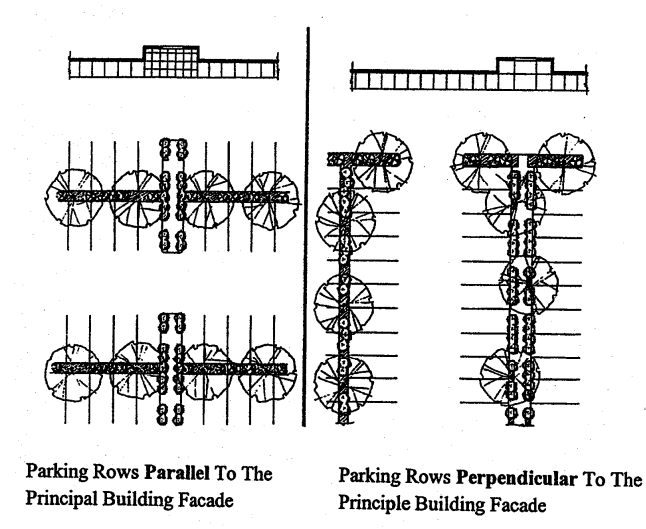 Parking Rows Parallel To The
Principal Building Facade
Parking Rows Perpendicular To The
Principle Building Facade